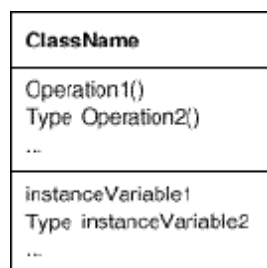 ClassName
Operation1()
Type Operation2()
...
instanceVariable1
Type instanceVariable2
...